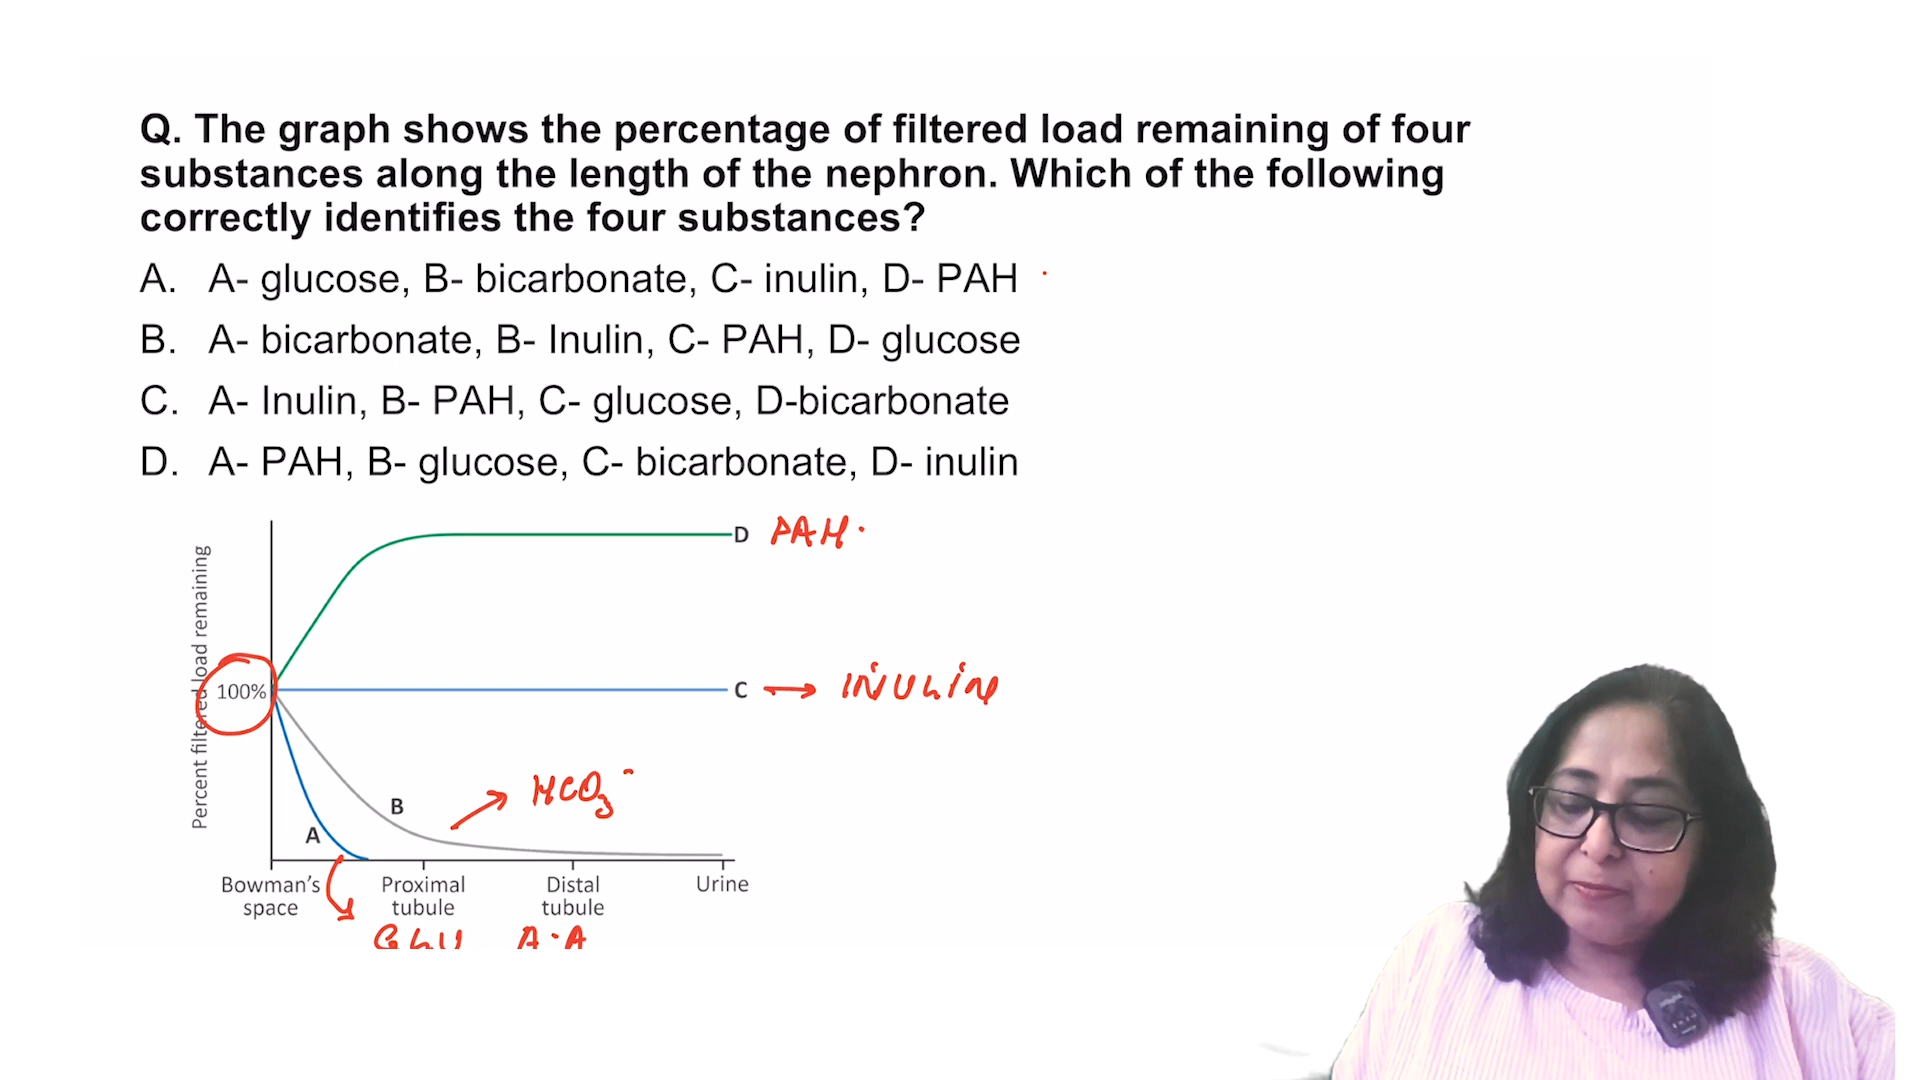 Q. The graph shows the percentage of filtered load remaining of four
substances along the length of the nephron. Which of the following
correctly identifies the four substances?
A. A- glucose, B- bicarbonate, C- inulin, D- PAH
B. A- bicarbonate, B- Inulin, C- PAH, D- glucose
C. A- Inulin, B- PAH, C- glucose, D-bicarbonate
D. A- PAH, B- glucose, C- bicarbonate, D- inulin
Percent filtered load remaining
D PAH
100%
C → INULIN
B → HCO3-
A
Bowman's space
Proximal tubule
Distal tubule
Urine
GLU A.A